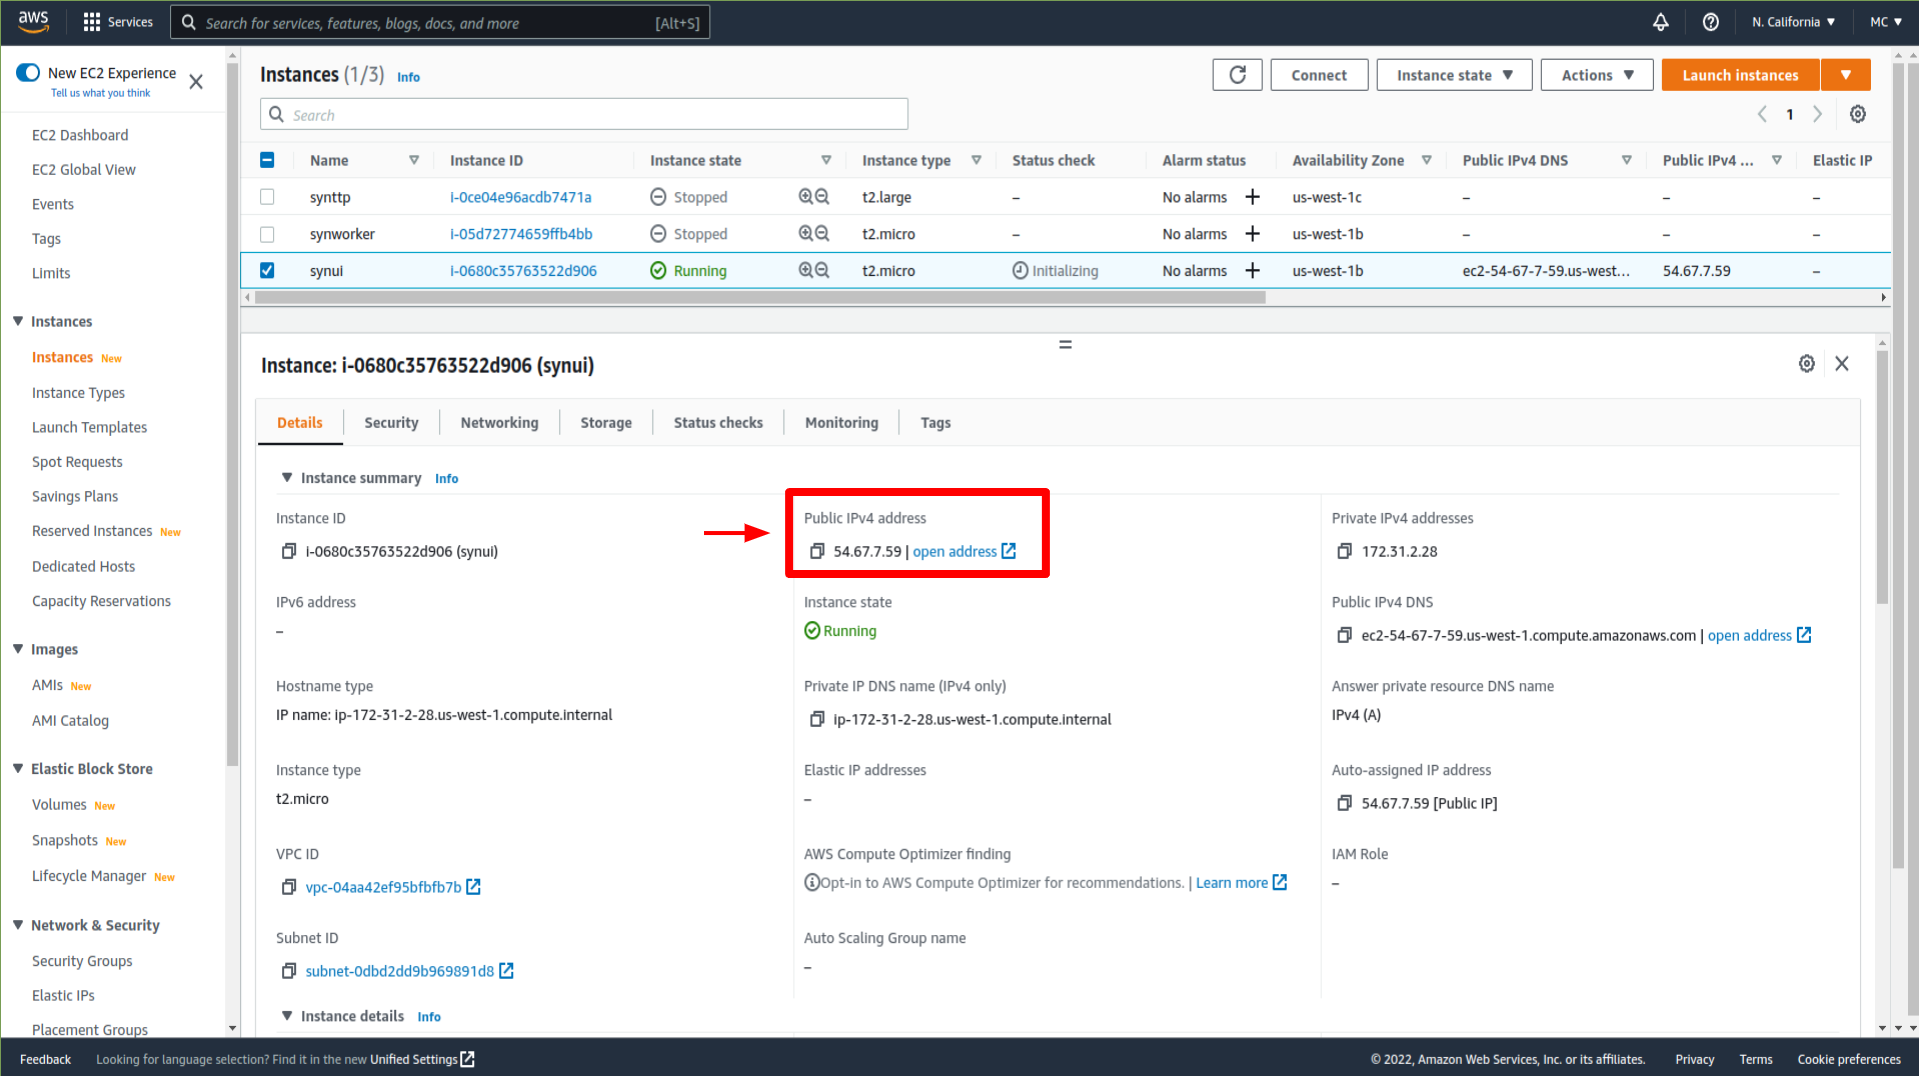 aws
Services
Search for services, features, blogs, docs, and more
[Alt+S]
N. California
MC
New EC2 Experience
Tell us what you think
EC2 Dashboard
EC2 Global View
Events
Tags
Limits
Instances
Instances New
Instance Types
Launch Templates
Spot Requests
Savings Plans
Reserved Instances New
Dedicated Hosts
Capacity Reservations
Images
AMIs New
AMI Catalog
Elastic Block Store
Volumes New
Snapshots New
Lifecycle Manager New
Network & Security
Security Groups
Elastic IPs
Placement Groups
Instances (1/3) Info
Connect
Instance state
Actions
Launch instances
Search
1
Name Instance ID Instance state Instance type Status check Alarm status Availability Zone Public IPv4 DNS Public IPv4 ... Elastic IP
synttp i-0ce04e96acdb7471a Stopped t2.large – No alarms + us-west-1c – – –
synworker i-05d72774659ffb4bb Stopped t2.micro – No alarms + us-west-1b – – –
synui i-0680c35763522d906 Running t2.micro Initializing No alarms + us-west-1b ec2-54-67-7-59.us-west... 54.67.7.59 –
Instance: i-0680c35763522d906 (synui)
Details Security Networking Storage Status checks Monitoring Tags
Instance summary Info
Instance ID
i-0680c35763522d906 (synui)
Public IPv4 address
54.67.7.59 | open address
Private IPv4 addresses
172.31.2.28
IPv6 address
–
Instance state
Running
Public IPv4 DNS
ec2-54-67-7-59.us-west-1.compute.amazonaws.com | open address
Hostname type
IP name: ip-172-31-2-28.us-west-1.compute.internal
Private IP DNS name (IPv4 only)
ip-172-31-2-28.us-west-1.compute.internal
Answer private resource DNS name
IPv4 (A)
Instance type
t2.micro
Elastic IP addresses
–
Auto-assigned IP address
54.67.7.59 [Public IP]
VPC ID
vpc-04aa42ef95bfbfb7b
AWS Compute Optimizer finding
Opt-in to AWS Compute Optimizer for recommendations. | Learn more
IAM Role
–
Subnet ID
subnet-0dbd2dd9b969891d8
Auto Scaling Group name
–
Instance details Info
Feedback
Looking for language selection? Find it in the new Unified Settings
© 2022, Amazon Web Services, Inc. or its affiliates.
Privacy
Terms
Cookie preferences